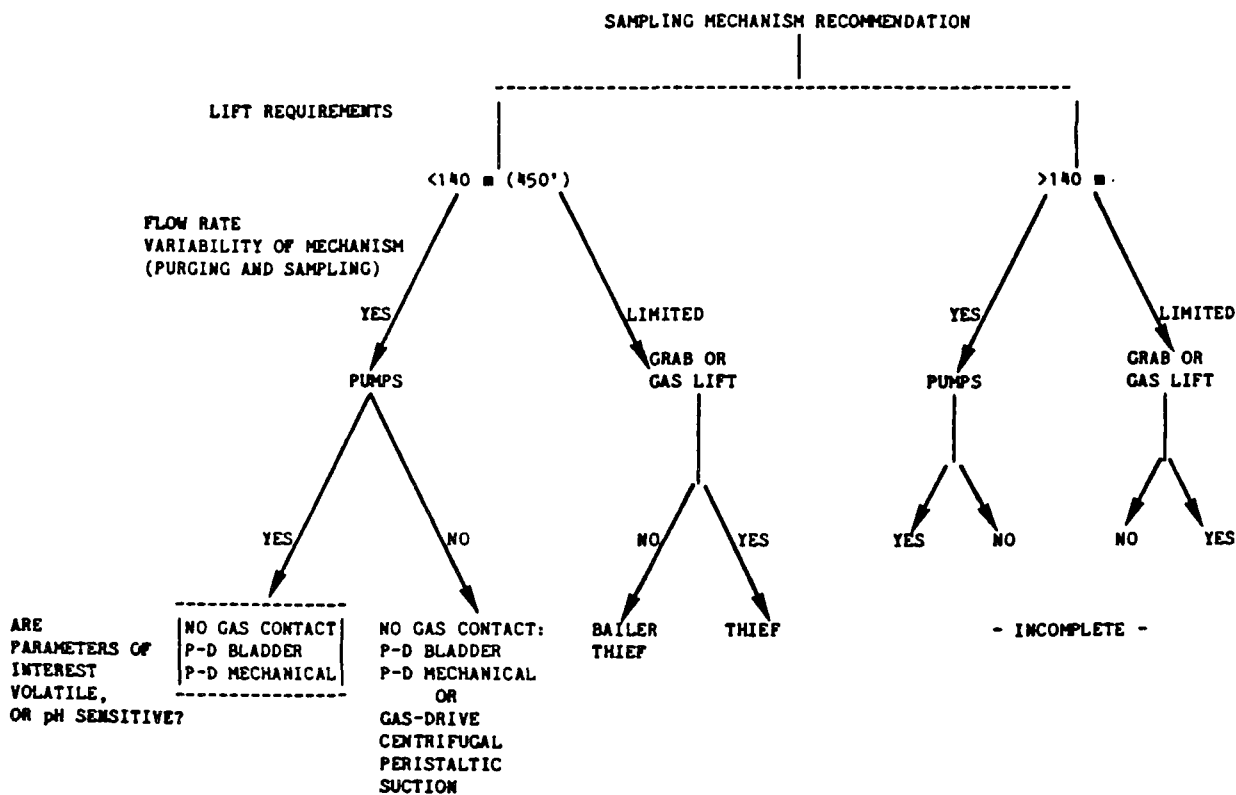 SAMPLING MECHANISM RECOMMENDATION
LIFT REQUIREMENTS
<140 m (450')
>140 m
FLOW RATE
VARIABILITY OF MECHANISM
(PURGING AND SAMPLING)
YES
LIMITED
YES
LIMITED
PUMPS
GRAB OR
GAS LIFT
PUMPS
GRAB OR
GAS LIFT
YES
NO
NO
YES
YES
NO
NO
YES
ARE
PARAMETERS OF
INTEREST
VOLATILE,
OR pH SENSITIVE?
NO GAS CONTACT
P-D BLADDER
P-D MECHANICAL
NO GAS CONTACT:
P-D BLADDER
P-D MECHANICAL
OR
GAS-DRIVE
CENTRIFUGAL
PERISTALTIC
SUCTION
BAILER
THIEF
THIEF
- INCOMPLETE -